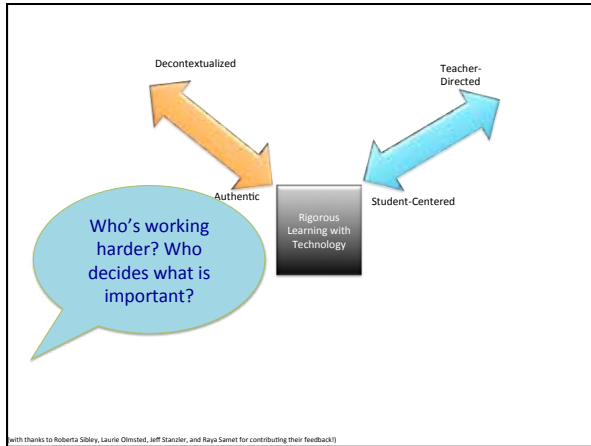 Decontextualized
Teacher-
Directed
Authentic
Student-Centered
Rigorous
Learning with
Technology
Who's working
harder? Who
decides what is
important?
(with thanks to Roberta Sibley, Laurie Olmsted, Jeff Stanzler, and Raya Samet for contributing their feedback!)